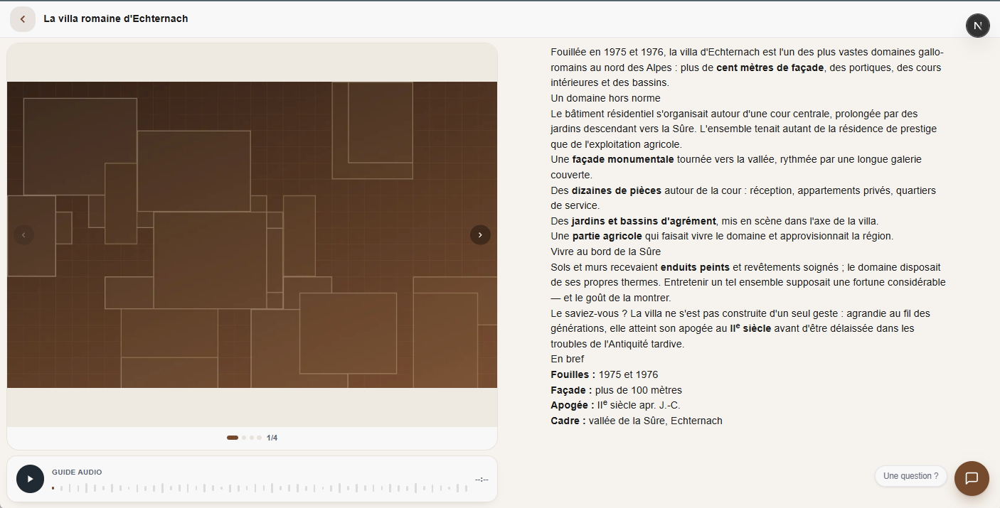 La villa romaine d'Echternach
N
Fouillée en 1975 et 1976, la villa d'Echternach est l'un des plus vastes domaines gallo-
romains au nord des Alpes : plus de cent mètres de façade, des portiques, des cours
intérieures et des bassins.
Un domaine hors norme
Le bâtiment résidentiel s'organisait autour d'une cour centrale, prolongée par des
jardins descendant vers la Sûre. L'ensemble tenait autant de la résidence de prestige
que de l'exploitation agricole.
Une façade monumentale tournée vers la vallée, rythmée par une longue galerie
couverte.
Des dizaines de pièces autour de la cour : réception, appartements privés, quartiers
de service.
Des jardins et bassins d'agrément, mis en scène dans l'axe de la villa.
Une partie agricole qui faisait vivre le domaine et approvisionnait la région.
Vivre au bord de la Sûre
Sols et murs recevaient enduits peints et revêtements soignés ; le domaine disposait
de ses propres thermes. Entretenir un tel ensemble supposait une fortune considérable
— et le goût de la montrer.
Le saviez-vous ? La villa ne s'est pas construite d'un seul geste : agrandie au fil des
générations, elle atteint son apogée au IIe siècle avant d'être délaissée dans les
troubles de l'Antiquité tardive.
En bref
Fouilles : 1975 et 1976
Façade : plus de 100 mètres
Apogée : IIe siècle apr. J.-C.
Cadre : vallée de la Sûre, Echternach
1/4
GUIDE AUDIO
--:--
Une question ?